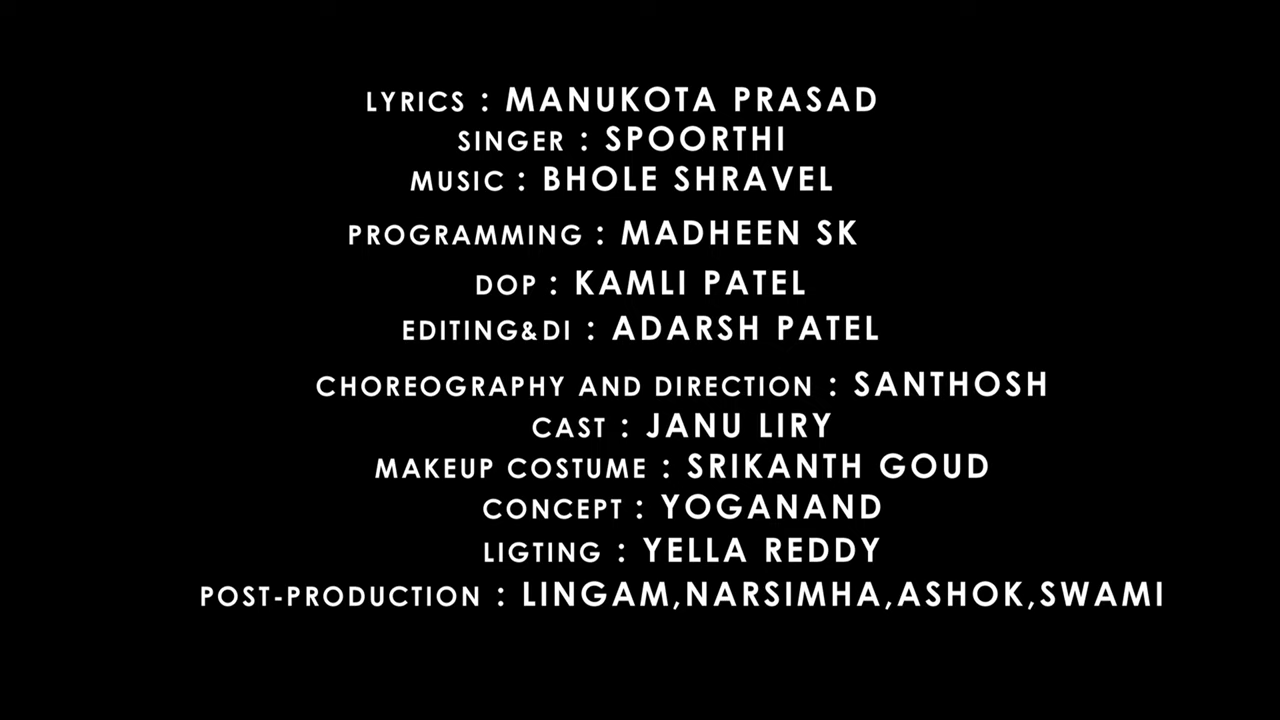 LYRICS : MANUKOTA PRASAD
SINGER : SPOORTHI
MUSIC : BHOLE SHRAVEL
PROGRAMMING : MADHEEN SK
DOP : KAMLI PATEL
EDITING&DI : ADARSH PATEL
CHOREOGRAPHY AND DIRECTION : SANTHOSH
CAST : JANU LIRY
MAKEUP COSTUME : SRIKANTH GOUD
CONCEPT : YOGANAND
LIGTING : YELLA REDDY
POST-PRODUCTION : LINGAM,NARSIMHA,ASHOK,SWAMI